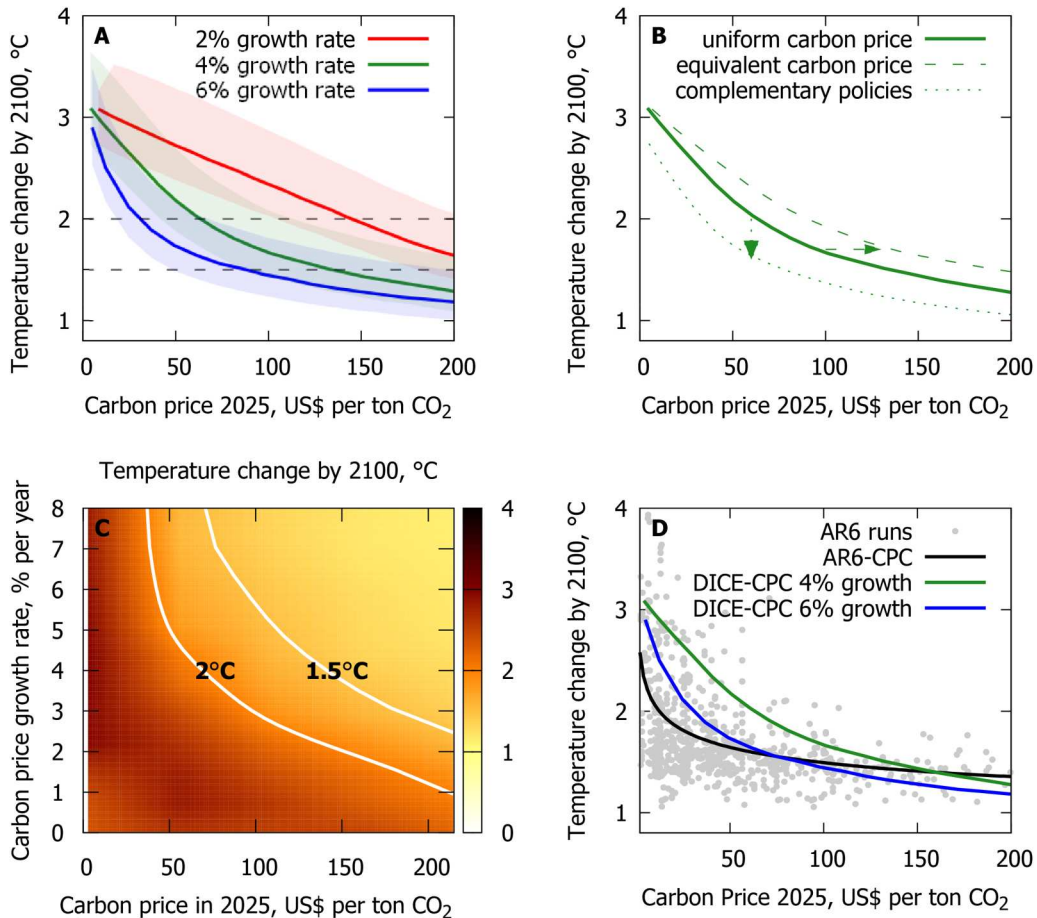 A
2% growth rate
4% growth rate
6% growth rate
4
3
2
1
Temperature change by 2100, °C
0
50
100
150
200
Carbon price 2025, US$ per ton CO₂
B
uniform carbon price
equivalent carbon price
complementary policies
4
3
2
1
Temperature change by 2100, °C
0
50
100
150
200
Carbon price 2025, US$ per ton CO₂
Temperature change by 2100, °C
C
8
7
6
5
4
3
2
1
0
Carbon price growth rate, % per year
2°C
1.5°C
0
50
100
150
200
Carbon price in 2025, US$ per ton CO₂
4
3
2
1
0
D
AR6 runs
AR6-CPC
DICE-CPC 4% growth
DICE-CPC 6% growth
4
3
2
1
Temperature change by 2100, °C
50
100
150
200
Carbon Price 2025, US$ per ton CO₂